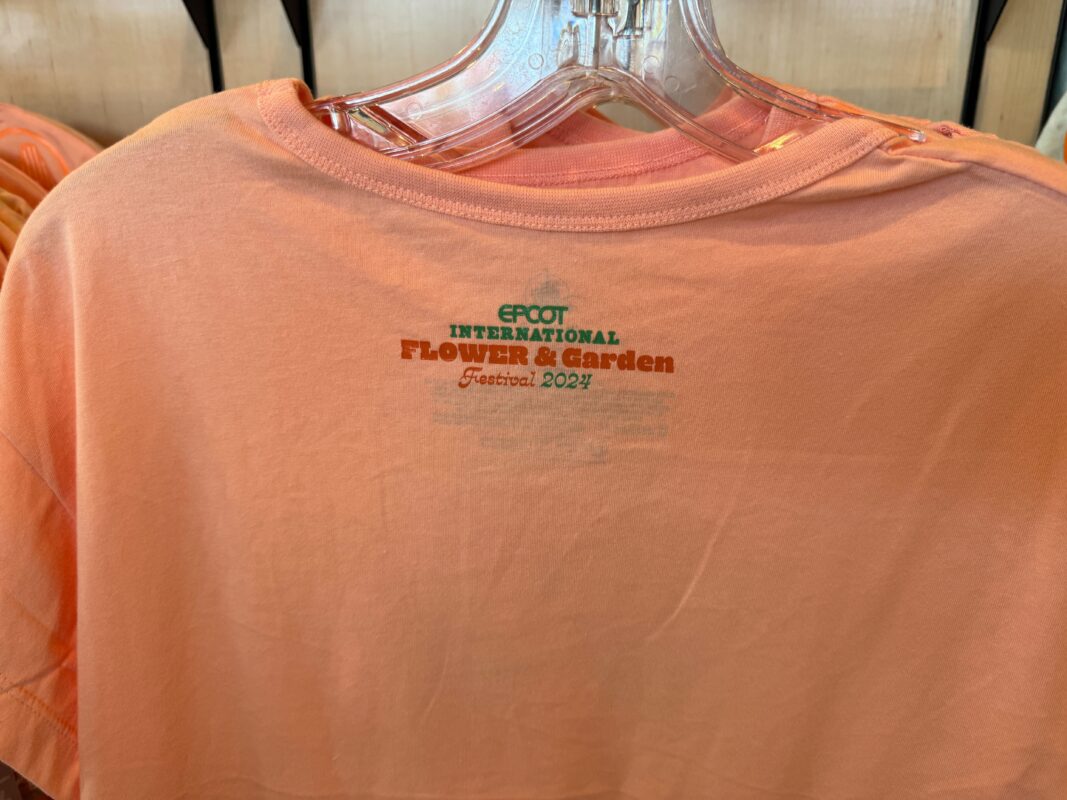 EPCOT
INTERNATIONAL
FLOWER & Garden
Festival 2024